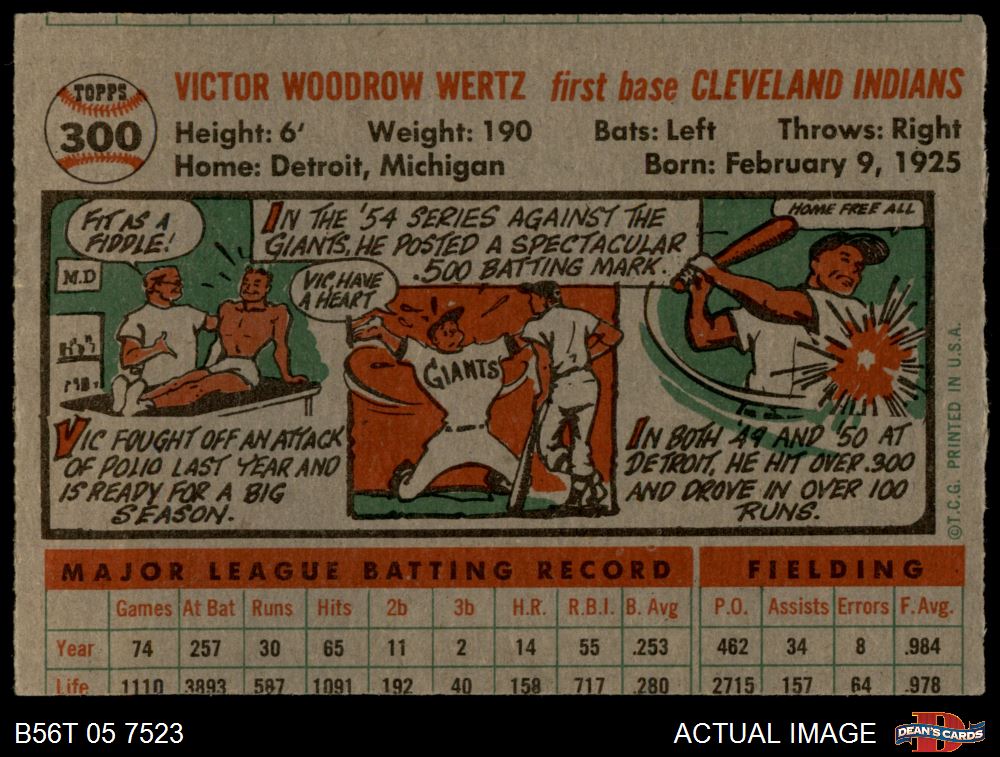 TOPPS
300
VICTOR WOODROW WERTZ first base CLEVELAND INDIANS
Height: 6' Weight: 190 Bats: Left Throws: Right
Home: Detroit, Michigan Born: February 9, 1925
FIT AS A
FIDDLE!
M.D
VIC FOUGHT OFF AN ATTACK
OF POLIO LAST YEAR AND
IS READY FOR A BIG
SEASON.
IN THE '54 SERIES AGAINST THE
GIANTS, HE POSTED A SPECTACULAR
.500 BATTING MARK.
VIC, HAVE
A HEART
GIANTS
HOME FREE ALL
IN BOTH '49 AND '50 AT
DETROIT, HE HIT OVER .300
AND DROVE IN OVER 100
RUNS.
©T.C.G. PRINTED IN U.S.A.
MAJOR LEAGUE BATTING RECORD FIELDING
Games At Bat Runs Hits 2b 3b H.R. R.B.I. B. Avg P.O. Assists Errors F. Avg.
Year 74 257 30 65 11 2 14 55 .253 462 34 8 .984
Life 1110 3893 587 1091 192 40 158 717 .280 2715 157 64 .978
B56T 05 7523 ACTUAL IMAGE DEAN'S CARDS